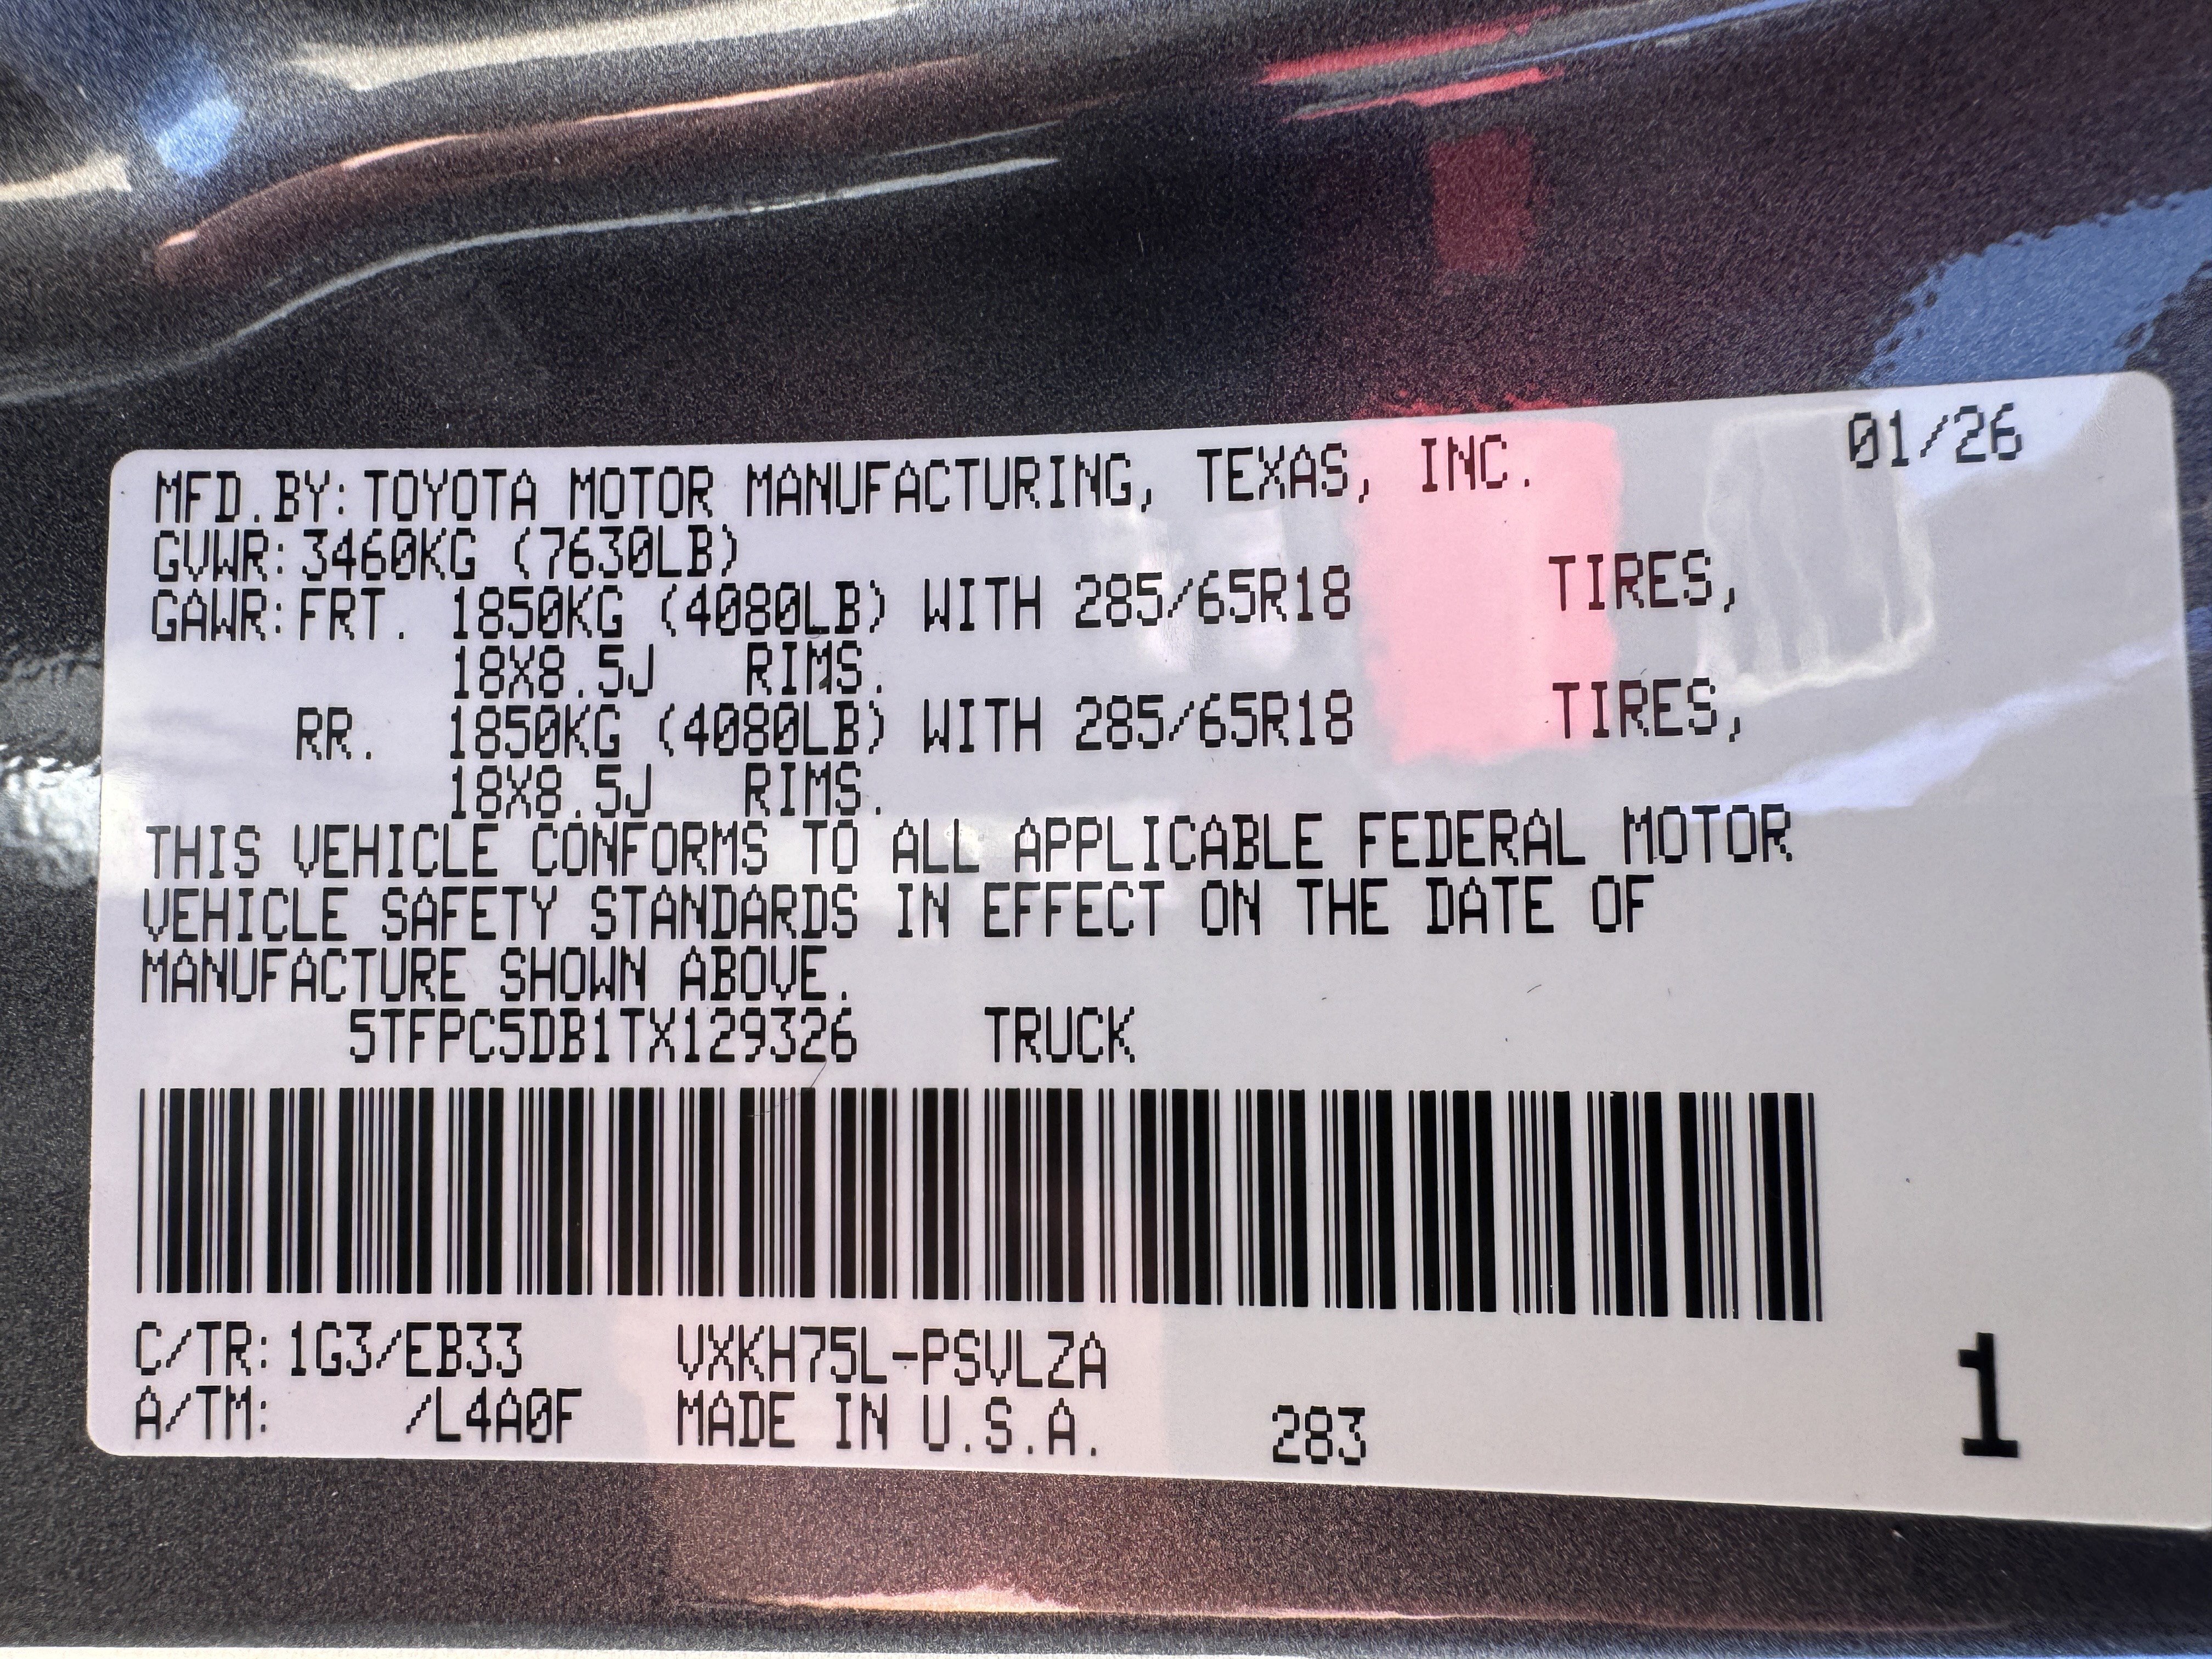 01/26
MFD.BY: TOYOTA MOTOR MANUFACTURING, TEXAS, INC.
GVWR: 3460KG (7630LB)
GAWR: FRT. 1850KG (4080LB) WITH 285/65R18 TIRES,
18X8.5J RIMS.
RR. 1850KG (4080LB) WITH 285/65R18 TIRES,
18X8.5J RIMS.
THIS VEHICLE CONFORMS TO ALL APPLICABLE FEDERAL MOTOR
VEHICLE SAFETY STANDARDS IN EFFECT ON THE DATE OF
MANUFACTURE SHOWN ABOVE.
5TFPC5DB1TX129326 TRUCK
C/TR: 1G3/EB33 VXKH75L-PSVLZA
A/TM: /L4A0F MADE IN U.S.A. 283
1